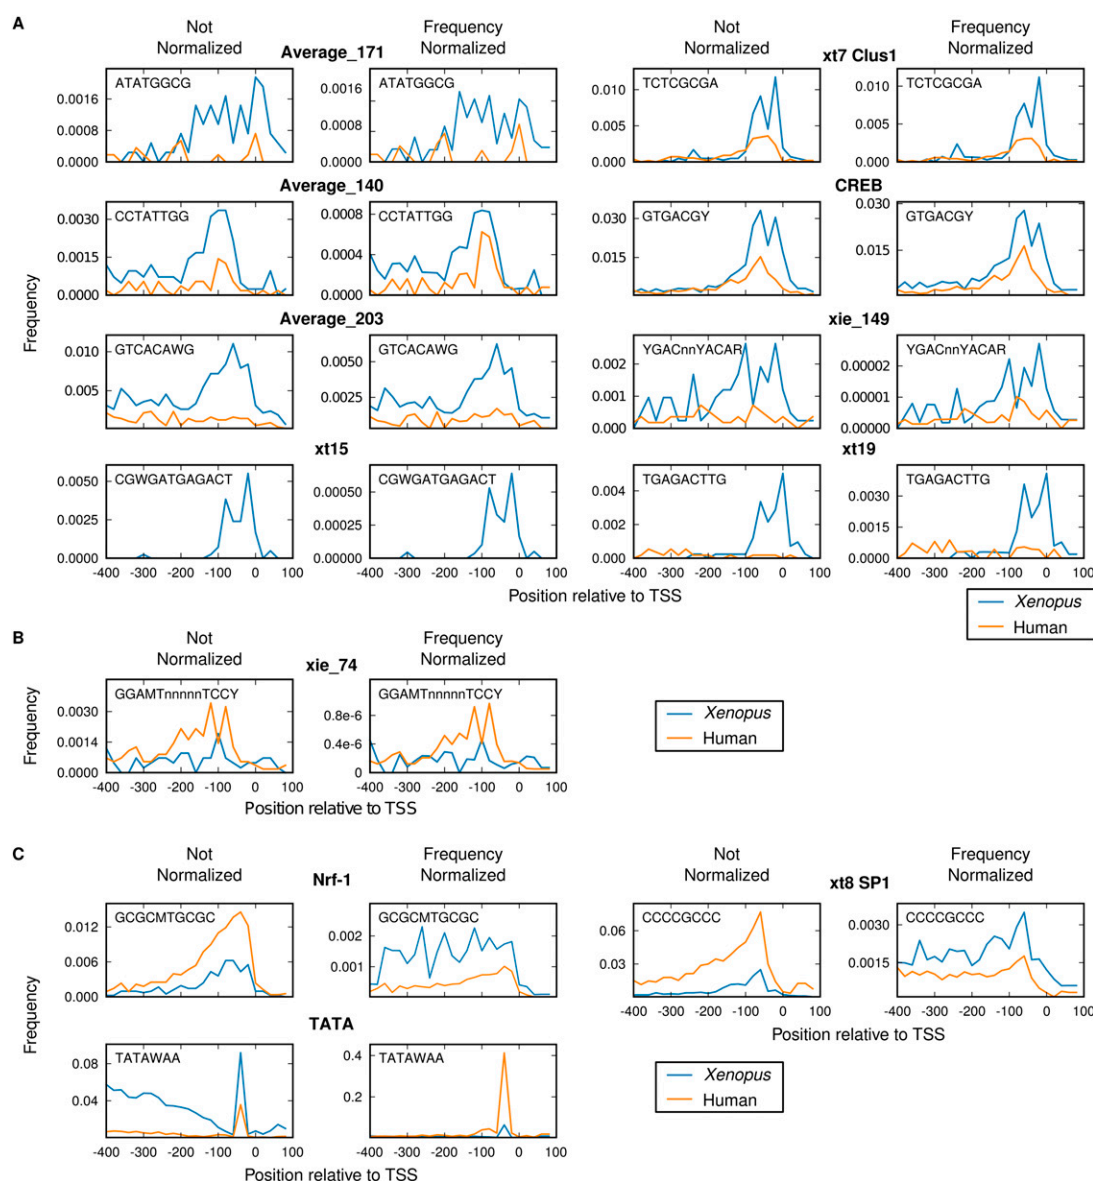 A
Not
Normalized
Frequency
Normalized
Not
Normalized
Frequency
Normalized
Average_171
xt7 Clus1
ATATGGCG
0.0016
0.0008
0.0000
ATATGGCG
0.0016
0.0008
0.0000
TCTCGCGA
0.010
0.005
0.000
TCTCGCGA
0.010
0.005
0.000
Average_140
CREB
CCTATTGG
0.0030
0.0015
0.0000
CCTATTGG
0.0008
0.0004
0.0000
GTGACGY
0.030
0.015
GTGACGY
0.030
0.015
Frequency
Average_203
xie_149
GTCACAWG
0.010
0.005
GTCACAWG
0.0050
0.0025
0.0000
YGACnnYACAR
0.002
0.001
0.000
YGACnnYACAR
0.00002
0.00001
0.00000
xt15
xt19
CGWGATGAGACT
0.0050
0.0025
0.0000
CGWGATGAGACT
0.00050
0.00025
0.00000
TGAGACTTG
0.004
0.002
0.000
TGAGACTTG
0.0030
0.0015
0.0000
-400 -300 -200 -100 0 100
-400 -300 -200 -100 0 100
-400 -300 -200 -100 0 100
-400 -300 -200 -100 0 100
Position relative to TSS
Xenopus
Human
B
Not
Normalized
Frequency
Normalized
xie_74
Frequency
GGAMTnnnnnTCCY
0.0030
0.0014
0.0000
GGAMTnnnnnTCCY
0.8e-6
0.4e-6
0
-400 -300 -200 -100 0 100
-400 -300 -200 -100 0 100
Position relative to TSS
Xenopus
Human
C
Not
Normalized
Frequency
Normalized
Not
Normalized
Frequency
Normalized
Nrf-1
xt8 SP1
Frequency
GCGCMTGCGC
0.012
0.006
0.000
GCGCMTGCGC
0.002
0.001
CCCCGCCC
0.06
0.03
CCCCGCCC
0.0030
0.0015
-400 -300 -200 -100 0 100
-400 -300 -200 -100 0 100
Position relative to TSS
TATA
TATAWAA
0.08
0.04
TATAWAA
0.4
0.2
-400 -300 -200 -100 0 100
-400 -300 -200 -100 0 100
Position relative to TSS
Xenopus
Human